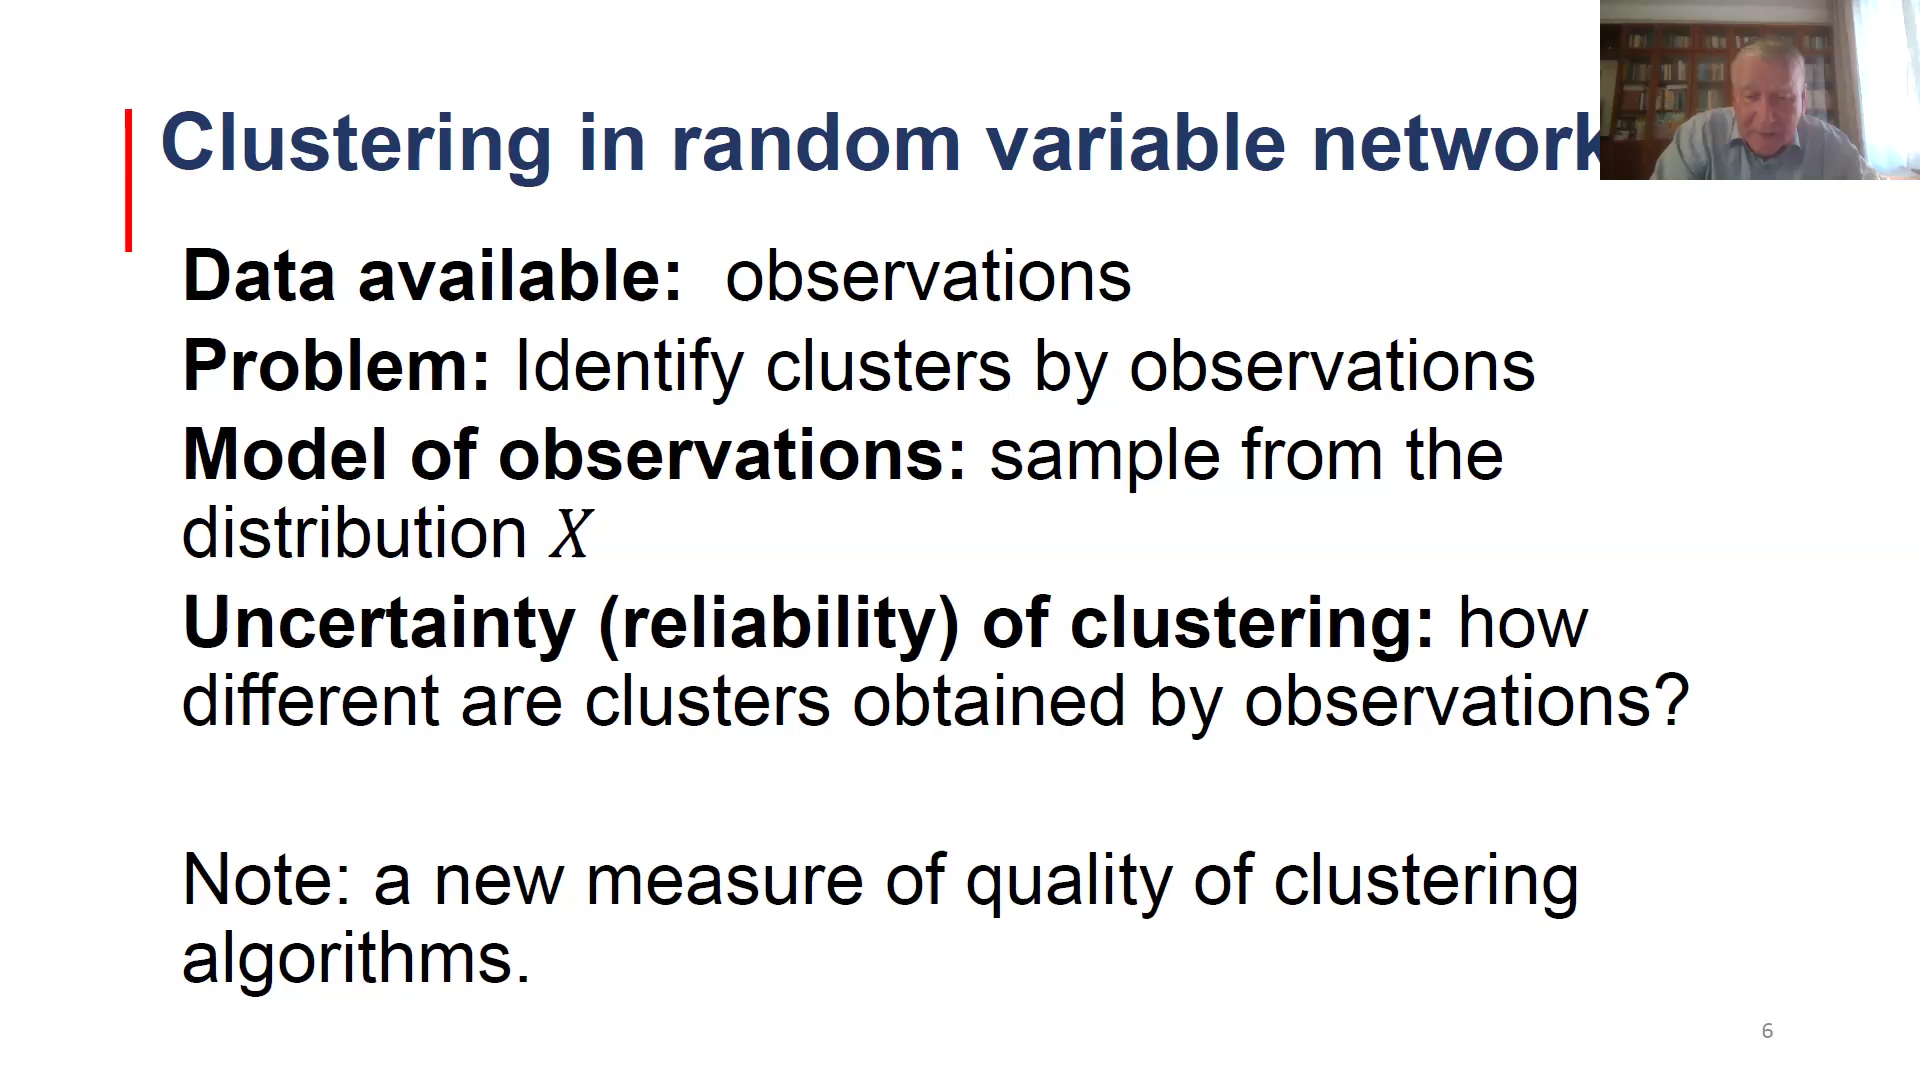 Clustering in random variable network
Data available: observations
Problem: Identify clusters by observations
Model of observations: sample from the
distribution X
Uncertainty (reliability) of clustering: how
different are clusters obtained by observations?
Note: a new measure of quality of clustering
algorithms.
6